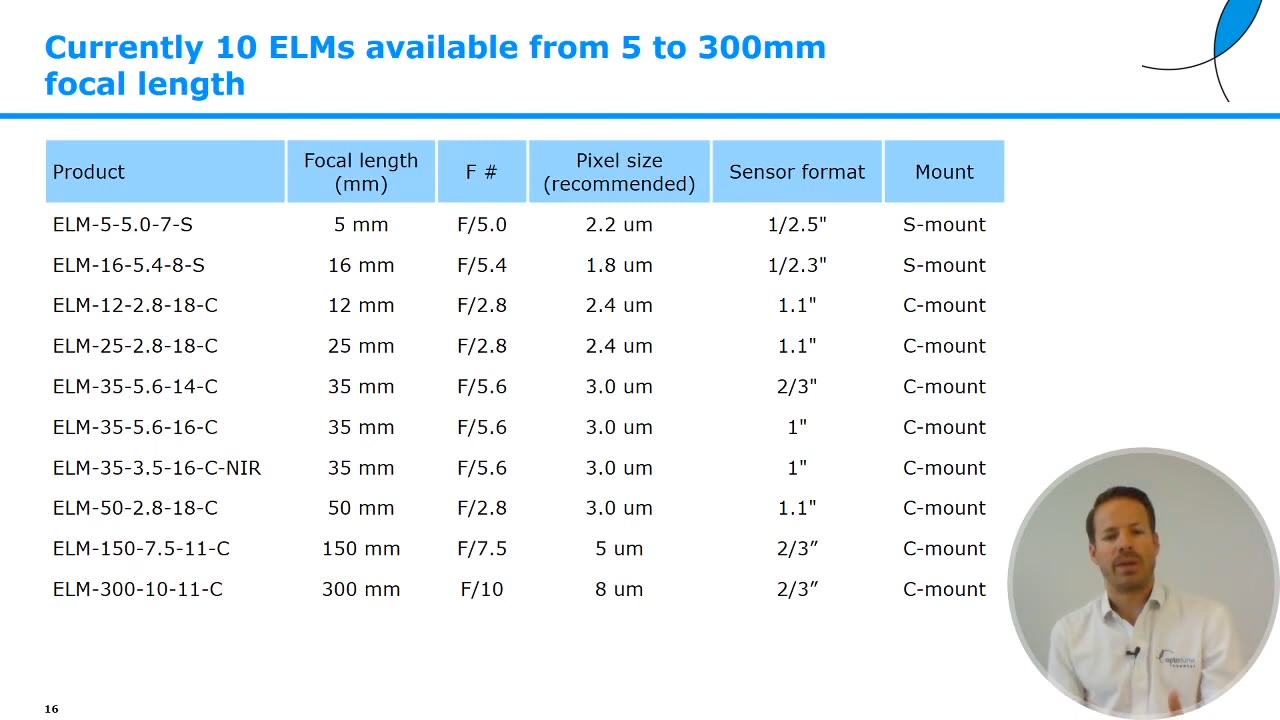 Currently 10 ELMs available from 5 to 300mm
focal length
Product Focal length (mm) F # Pixel size (recommended) Sensor format Mount
ELM-5-5.0-7-S 5 mm F/5.0 2.2 um 1/2.5" S-mount
ELM-16-5.4-8-S 16 mm F/5.4 1.8 um 1/2.3" S-mount
ELM-12-2.8-18-C 12 mm F/2.8 2.4 um 1.1" C-mount
ELM-25-2.8-18-C 25 mm F/2.8 2.4 um 1.1" C-mount
ELM-35-5.6-14-C 35 mm F/5.6 3.0 um 2/3" C-mount
ELM-35-5.6-16-C 35 mm F/5.6 3.0 um 1" C-mount
ELM-35-3.5-16-C-NIR 35 mm F/5.6 3.0 um 1" C-mount
ELM-50-2.8-18-C 50 mm F/2.8 3.0 um 1.1" C-mount
ELM-150-7.5-11-C 150 mm F/7.5 5 um 2/3” C-mount
ELM-300-10-11-C 300 mm F/10 8 um 2/3” C-mount
optotune
16